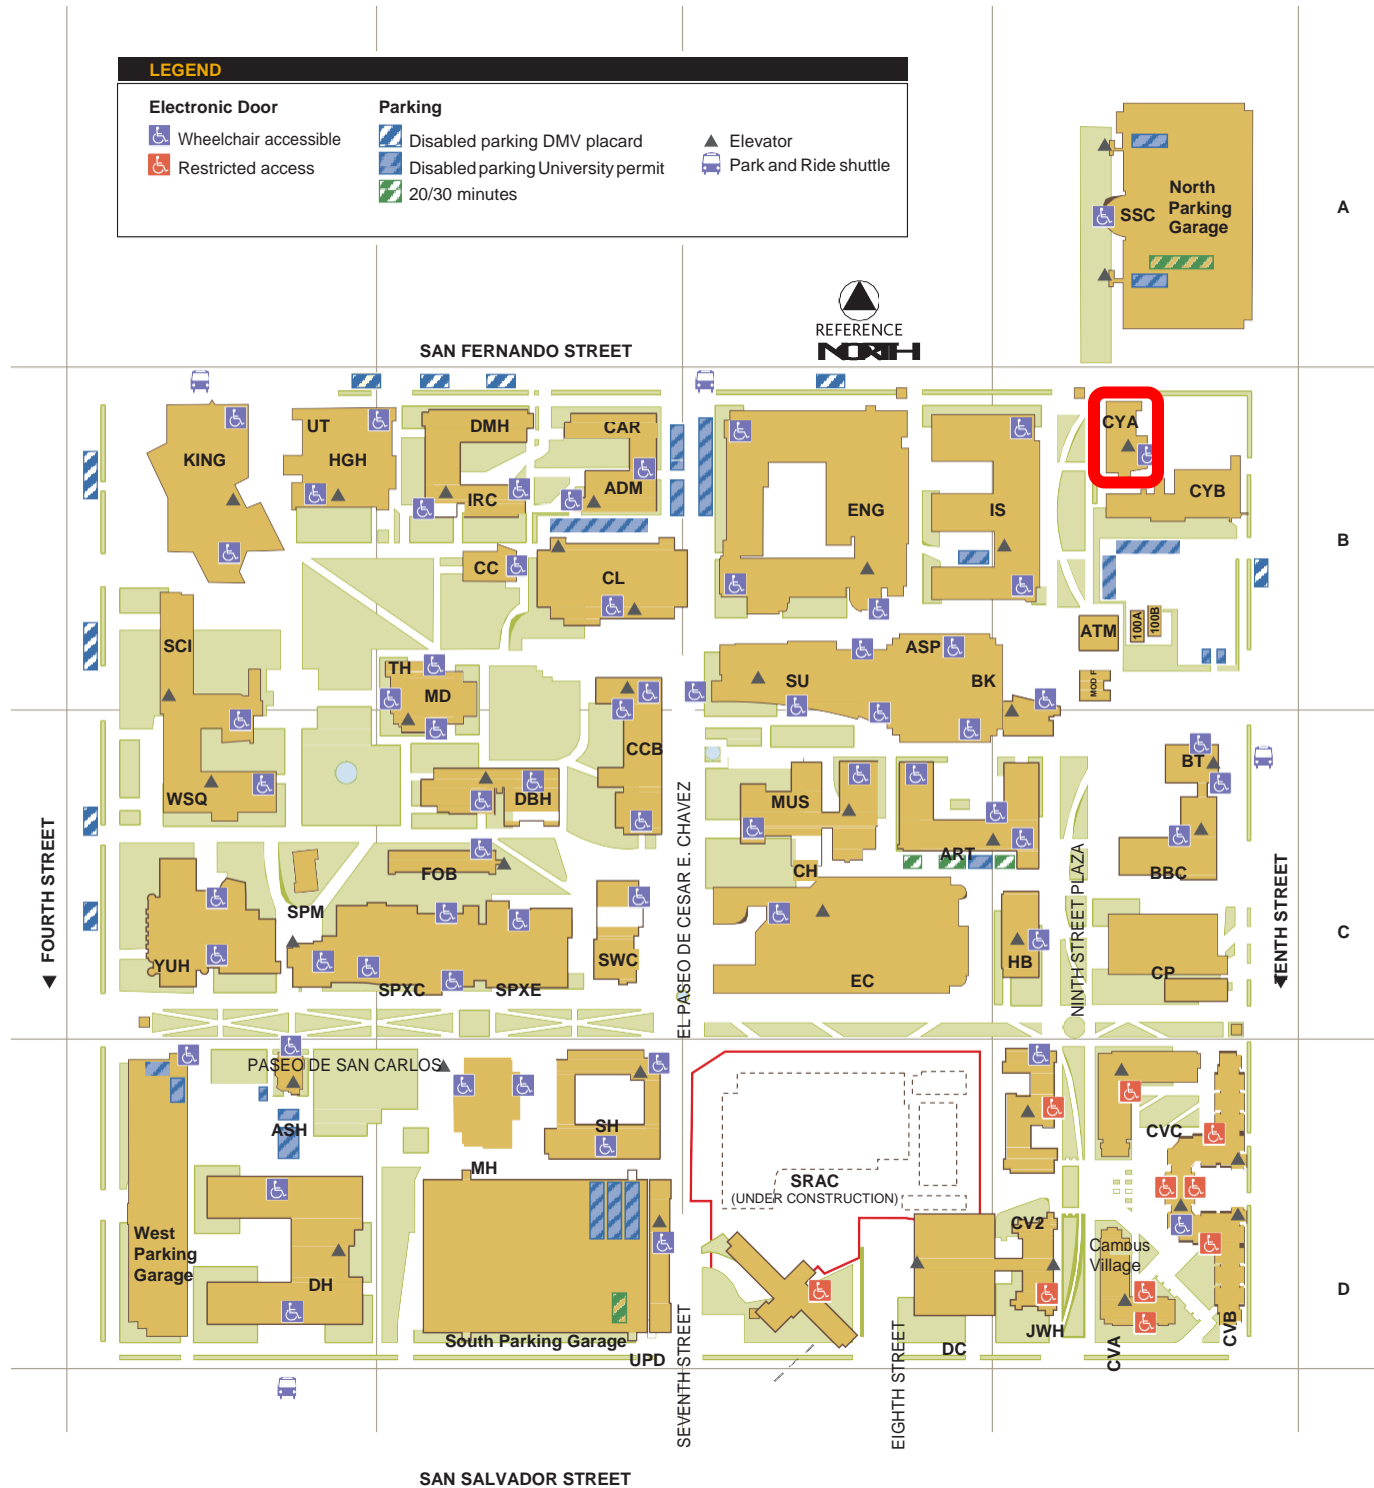 LEGEND
Electronic Door
Wheelchair accessible
Restricted access
Parking
Disabled parking DMV placard
Disabled parking University permit
20/30 minutes
Elevator
Park and Ride shuttle
North
Parking
Garage
SSC
A
REFERENCE
NORTH
SAN FERNANDO STREET
UT
DMH
CAR
CYA
KING
HGH
IRC
ADM
ENG
IS
CYB
B
CC
CL
SCI
ATM
100A
100B
TH
MD
SU
ASP
BK
MOD F
CCB
WSQ
DBH
MUS
BT
FOB
CH
ART
BBC
SPM
YUH
SPXC
SPXE
SWC
EC
HB
CP
C
FOURTH STREET
EL PASEO DE CESAR E. CHAVEZ
NINTH STREET PLAZA
TENTH STREET
PASEO DE SAN CARLOS
ASH
MH
SH
SRAC
(UNDER CONSTRUCTION)
CVC
CV2
Campus
Village
West
Parking
Garage
DH
D
South Parking Garage
UPD
SEVENTH STREET
EIGHTH STREET
DC
JWH
CVA
CVB
SAN SALVADOR STREET